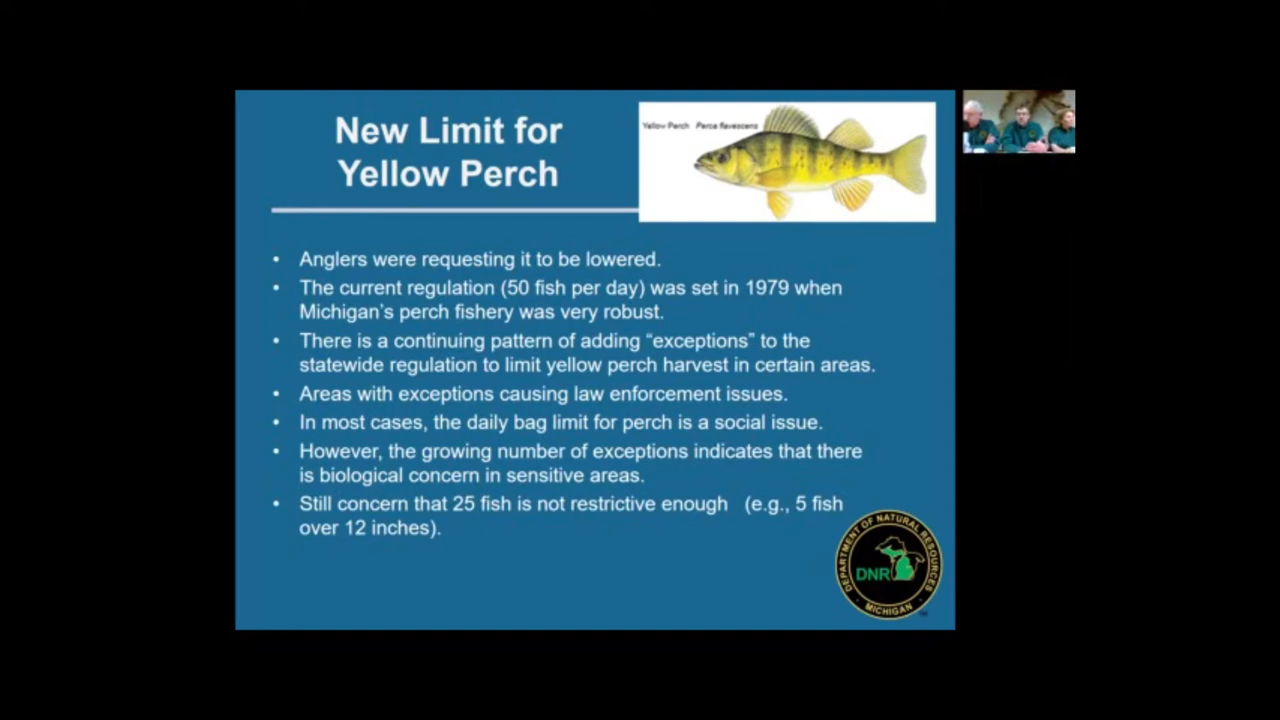 New Limit for
Yellow Perch
Yellow Perch Perca flavescens
• Anglers were requesting it to be lowered.
• The current regulation (50 fish per day) was set in 1979 when
Michigan's perch fishery was very robust.
• There is a continuing pattern of adding “exceptions” to the
statewide regulation to limit yellow perch harvest in certain areas.
• Areas with exceptions causing law enforcement issues.
• In most cases, the daily bag limit for perch is a social issue.
• However, the growing number of exceptions indicates that there
is biological concern in sensitive areas.
• Still concern that 25 fish is not restrictive enough (e.g., 5 fish
over 12 inches).
DEPARTMENT OF NATURAL RESOURCES
DNR
MICHIGAN